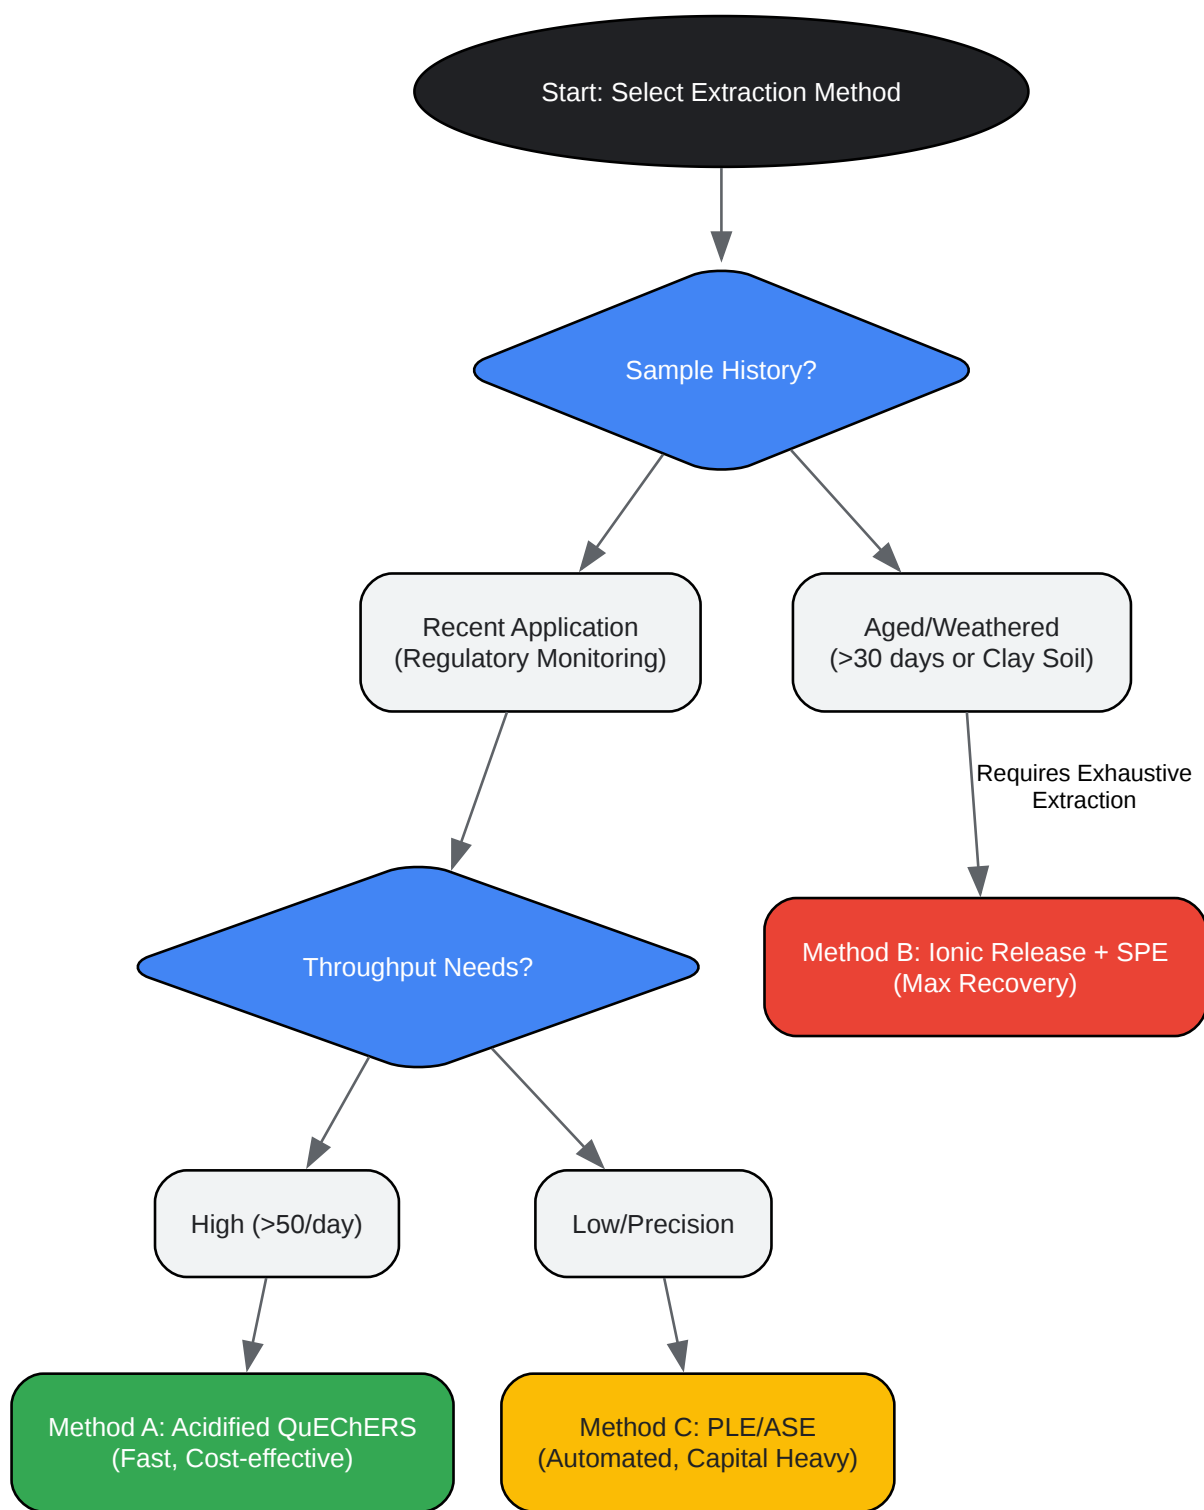 Start: Select Extraction Method
Sample History?
Recent Application
(Regulatory Monitoring)
Aged/Weathered
(>30 days or Clay Soil)
Requires Exhaustive
Extraction
Method B: Ionic Release + SPE
(Max Recovery)
Throughput Needs?
High (>50/day)
Low/Precision
Method A: Acidified QuEChERS
(Fast, Cost-effective)
Method C: PLE/ASE
(Automated, Capital Heavy)